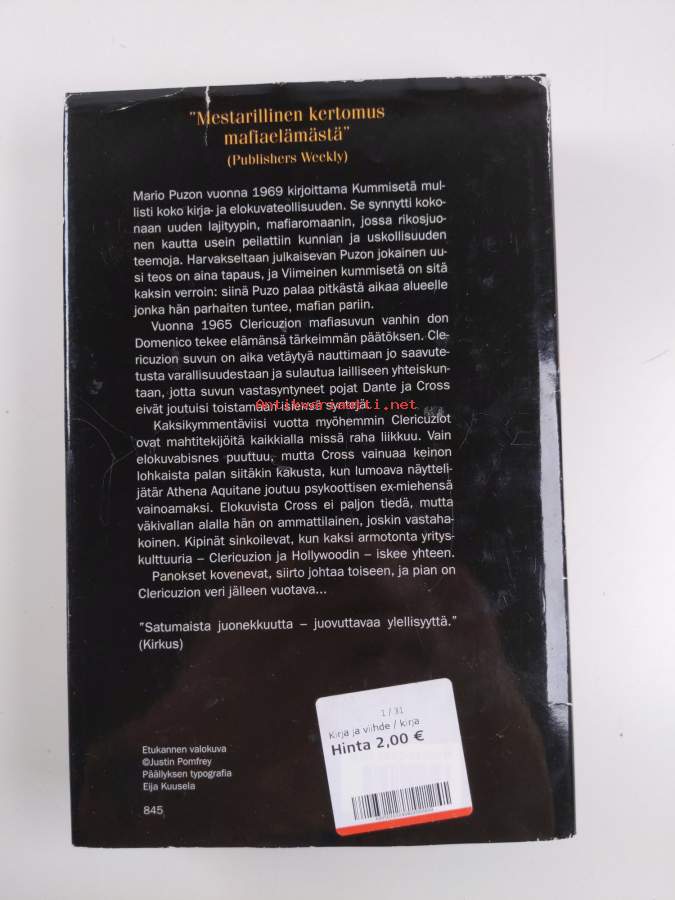 "Mestarillinen kertomus
mafiaelämästä"
(Publishers Weekly)
Mario Puzon vuonna 1969 kirjoittama Kummisetä mul-
listi koko kirja- ja elokuvateollisuuden. Se synnytti koko-
naan uuden lajityypin, mafiaromaanin, jossa rikosjuo-
nen kautta usein peilattiin kunnian ja uskollisuuden
teemoja. Harvakseltaan julkaisevan Puzon jokainen uu-
si teos on aina tapaus, ja Viimeinen kummisetä on sitä
kaksin verroin: siinä Puzo palaa pitkästä aikaa alueelle
jonka hän parhaiten tuntee, mafian pariin.
Vuonna 1965 Clericuzion mafiasuvun vanhin don
Domenico tekee elämänsä tärkeimmän päätöksen. Cle-
ricuzion suvun on aika vetäytyä nauttimaan jo saavute-
tusta varallisuudestaan ja sulautua lailliseen yhteiskun-
taan, jotta suvun vastasyntyneet pojat Dante ja Cross
eivät joutuisi toistamaan isiensä syntejä.
Antikvariaatti.net
Kaksikymmentäviisi vuotta myöhemmin Clericuziot
ovat mahtitekijöitä kaikkialla missä raha liikkuu. Vain
elokuvabisnes puuttuu, mutta Cross vainuaa keinon
lohkaista palan siitäkin kakusta, kun lumoava näytteli-
jätär Athena Aquitane joutuu psykoottisen ex-miehensä
vainoamaksi. Elokuvista Cross ei paljon tiedä, mutta
väkivallan alalla hän on ammattilainen, joskin vastaha-
koinen. Kipinät sinkoilevat, kun kaksi armotonta yritys-
kulttuuria – Clericuzion ja Hollywoodin – iskee yhteen.
Panokset kovenevat, siirto johtaa toiseen, ja pian on
Clericuzion veri jälleen vuotava...
"Satumaista juonekkuutta – juovuttavaa ylellisyyttä."
(Kirkus)
1 / 31
Kirja ja viihde / kirja
Hinta 2,00 €
Etukannen valokuva
©Justin Pomfrey
Päällyksen typografia
Eija Kuusela
845